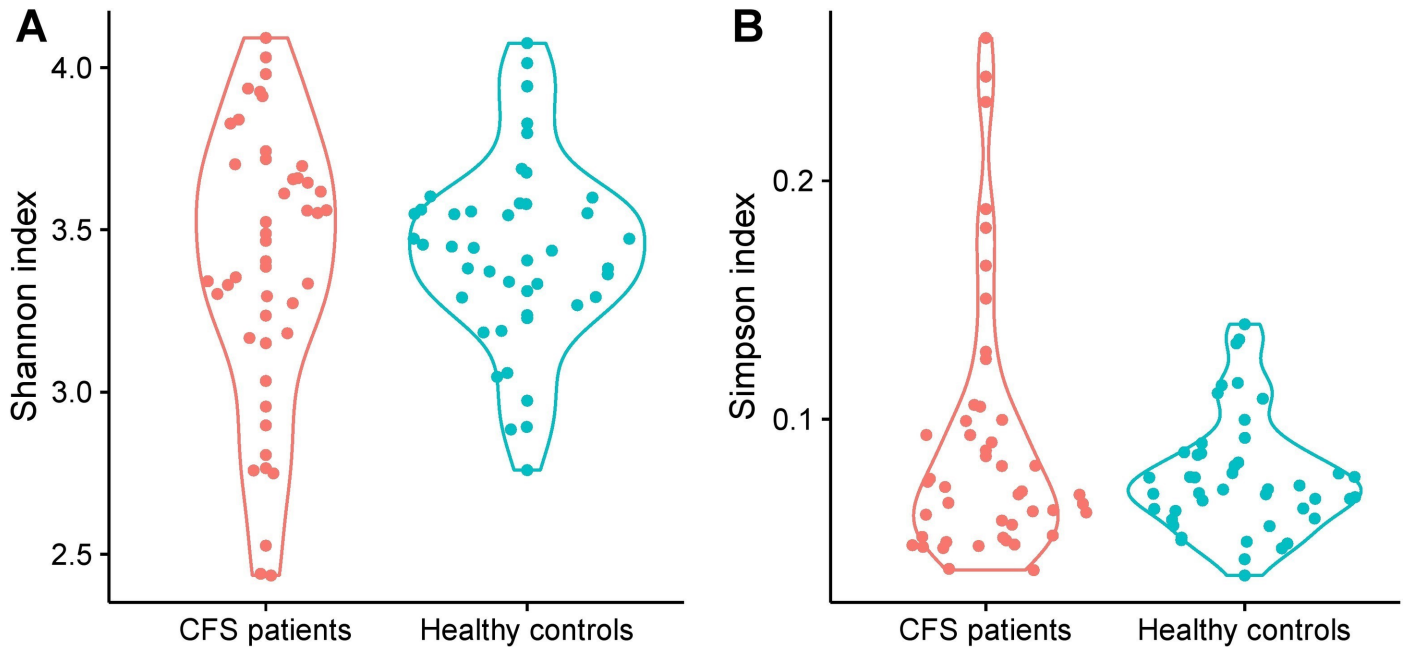 A
Shannon index
4.0
3.5
3.0
2.5
CFS patients
Healthy controls
B
Simpson index
0.2
0.1
CFS patients
Healthy controls